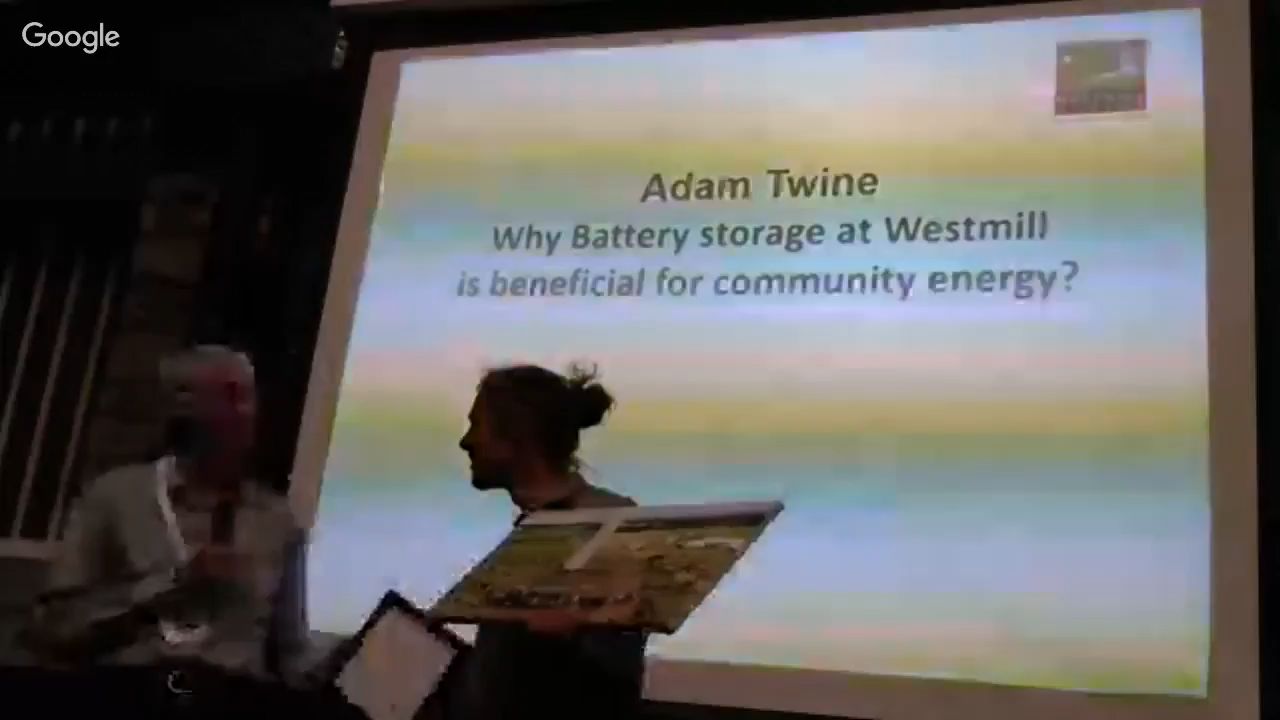 Google
Adam Twine
Why Battery storage at Westmill
is beneficial for community energy?